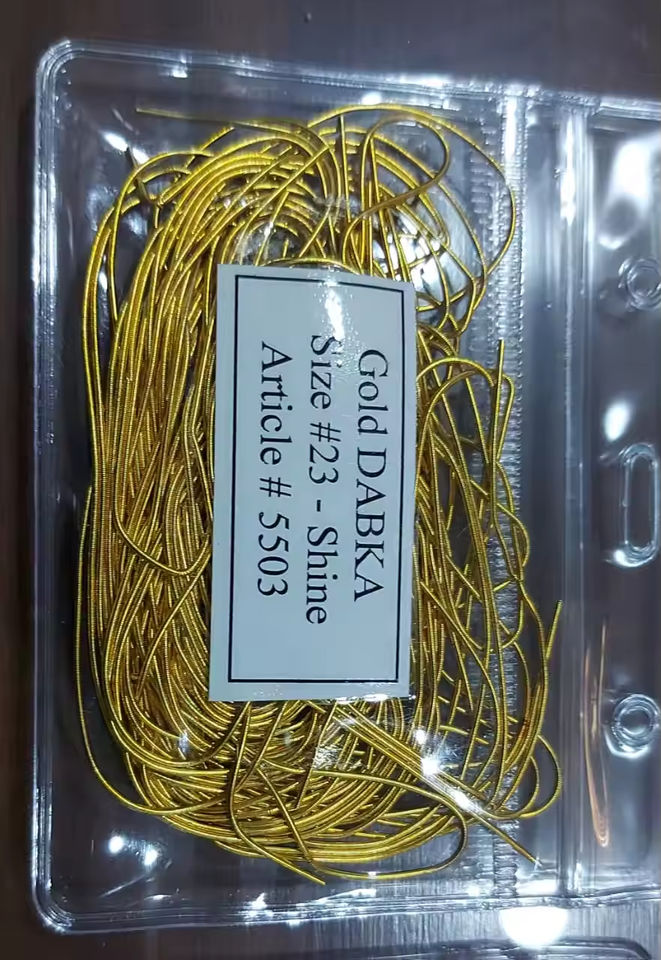 Gold DABKA
Size #23 - Shine
Article # 5503